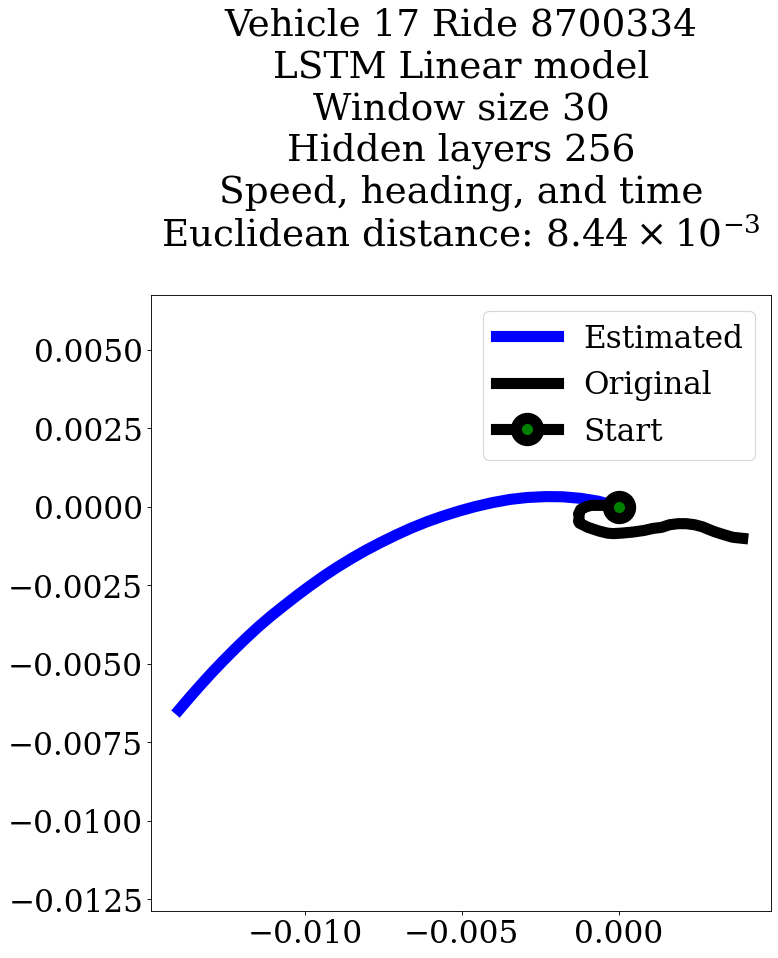 Vehicle 17 Ride 8700334
LSTM Linear model
Window size 30
Hidden layers 256
Speed, heading, and time
Euclidean distance: 8.44 × 10⁻³
Estimated
Original
Start
0.0050
0.0025
0.0000
−0.0025
−0.0050
−0.0075
−0.0100
−0.0125
−0.010 −0.005 0.000